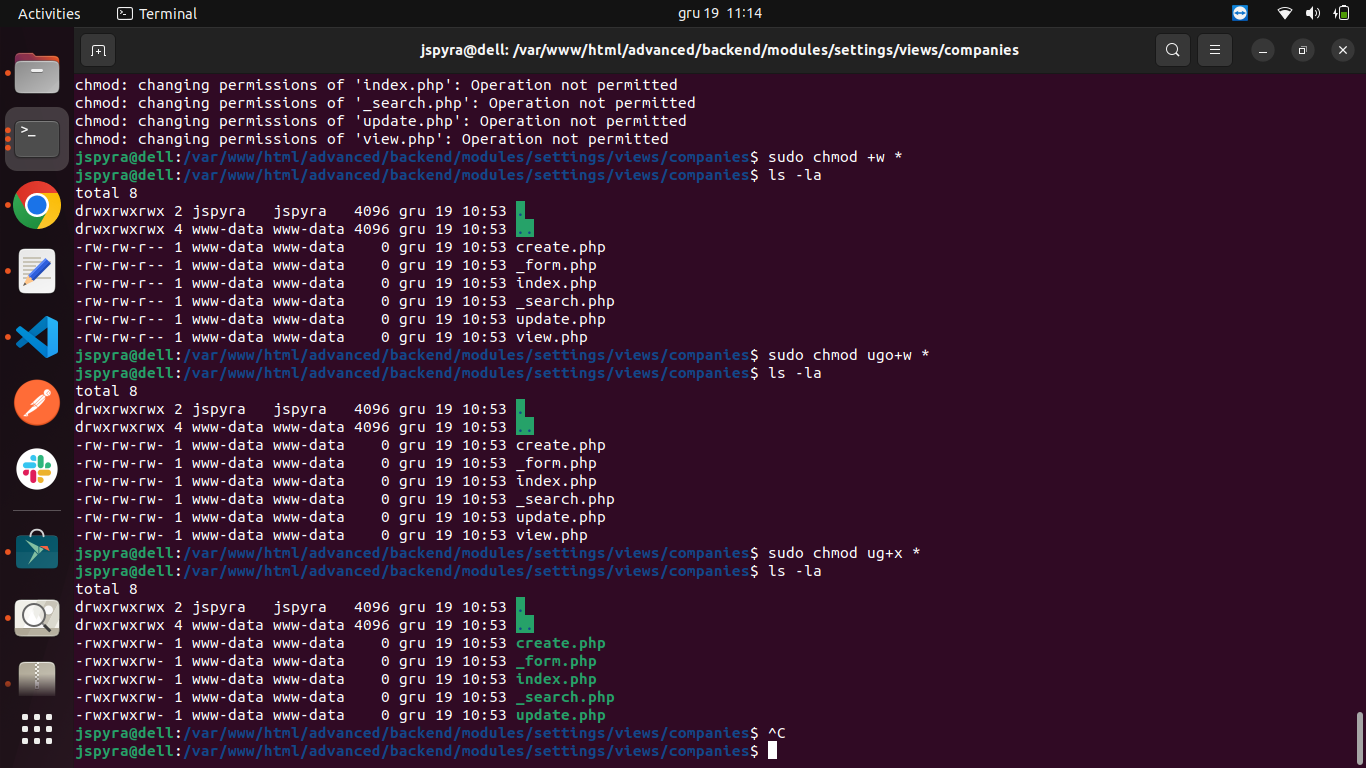 Activities
Terminal
gru 19 11:14
jspyra@dell: /var/www/html/advanced/backend/modules/settings/views/companies
chmod: changing permissions of 'index.php': Operation not permitted
chmod: changing permissions of '_search.php': Operation not permitted
chmod: changing permissions of 'update.php': Operation not permitted
chmod: changing permissions of 'view.php': Operation not permitted
jspyra@dell:/var/www/html/advanced/backend/modules/settings/views/companies$ sudo chmod +w *
jspyra@dell:/var/www/html/advanced/backend/modules/settings/views/companies$ ls -la
total 8
drwxrwxrwx 2 jspyra   jspyra   4096 gru 19 10:53 .
drwxrwxrwx 4 www-data www-data 4096 gru 19 10:53 ..
-rw-rw-r-- 1 www-data www-data    0 gru 19 10:53 create.php
-rw-rw-r-- 1 www-data www-data    0 gru 19 10:53 _form.php
-rw-rw-r-- 1 www-data www-data    0 gru 19 10:53 index.php
-rw-rw-r-- 1 www-data www-data    0 gru 19 10:53 _search.php
-rw-rw-r-- 1 www-data www-data    0 gru 19 10:53 update.php
-rw-rw-r-- 1 www-data www-data    0 gru 19 10:53 view.php
jspyra@dell:/var/www/html/advanced/backend/modules/settings/views/companies$ sudo chmod ugo+w *
jspyra@dell:/var/www/html/advanced/backend/modules/settings/views/companies$ ls -la
total 8
drwxrwxrwx 2 jspyra   jspyra   4096 gru 19 10:53 .
drwxrwxrwx 4 www-data www-data 4096 gru 19 10:53 ..
-rw-rw-rw- 1 www-data www-data    0 gru 19 10:53 create.php
-rw-rw-rw- 1 www-data www-data    0 gru 19 10:53 _form.php
-rw-rw-rw- 1 www-data www-data    0 gru 19 10:53 index.php
-rw-rw-rw- 1 www-data www-data    0 gru 19 10:53 _search.php
-rw-rw-rw- 1 www-data www-data    0 gru 19 10:53 update.php
-rw-rw-rw- 1 www-data www-data    0 gru 19 10:53 view.php
jspyra@dell:/var/www/html/advanced/backend/modules/settings/views/companies$ sudo chmod ug+x *
jspyra@dell:/var/www/html/advanced/backend/modules/settings/views/companies$ ls -la
total 8
drwxrwxrwx 2 jspyra   jspyra   4096 gru 19 10:53 .
drwxrwxrwx 4 www-data www-data 4096 gru 19 10:53 ..
-rwxrwxrw- 1 www-data www-data    0 gru 19 10:53 create.php
-rwxrwxrw- 1 www-data www-data    0 gru 19 10:53 _form.php
-rwxrwxrw- 1 www-data www-data    0 gru 19 10:53 index.php
-rwxrwxrw- 1 www-data www-data    0 gru 19 10:53 _search.php
-rwxrwxrw- 1 www-data www-data    0 gru 19 10:53 update.php
jspyra@dell:/var/www/html/advanced/backend/modules/settings/views/companies$ ^C
jspyra@dell:/var/www/html/advanced/backend/modules/settings/views/companies$